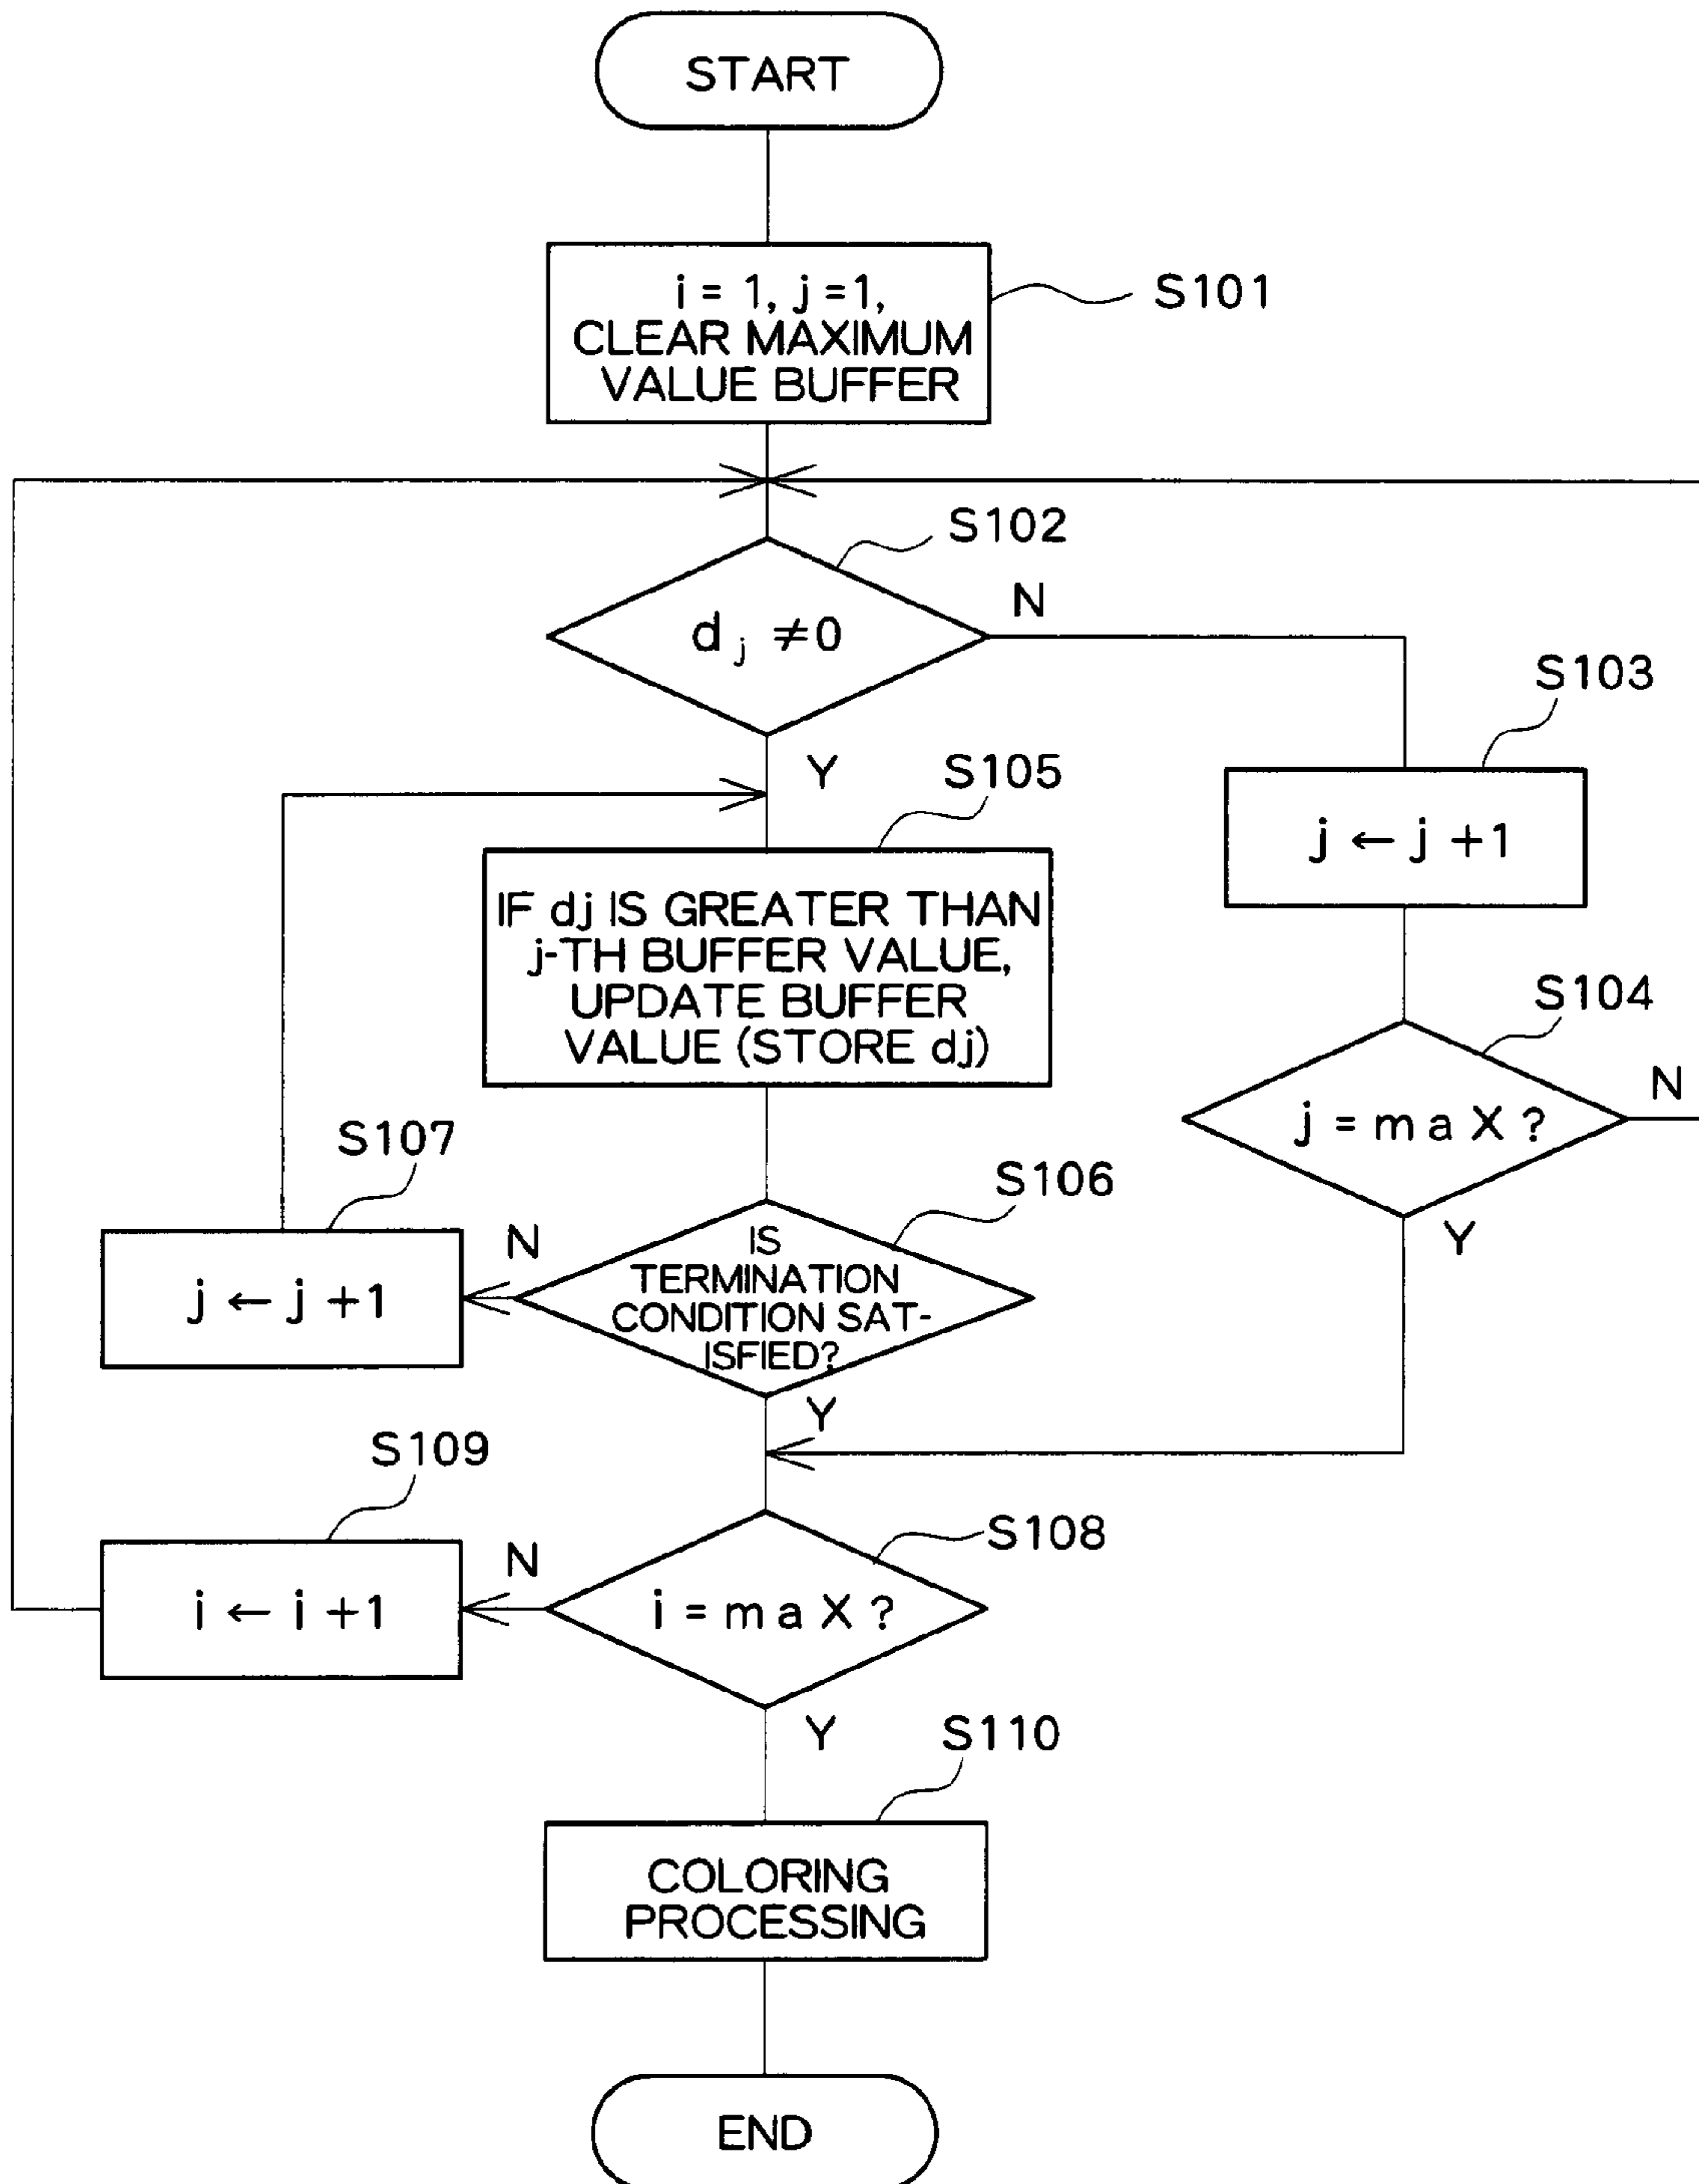 START
i = 1, j =1,
CLEAR MAXIMUM
VALUE BUFFER
S101
S102
d j ≠0
N
Y
S103
j ← j +1
S105
IF dj IS GREATER THAN
j-TH BUFFER VALUE,
UPDATE BUFFER
VALUE (STORE dj)
S104
j = m a X ?
N
Y
S107
j ← j +1
N
S106
IS
TERMINATION
CONDITION SAT-
ISFIED?
Y
S109
i ← i +1
N
S108
i = m a X ?
Y
S110
COLORING
PROCESSING
END